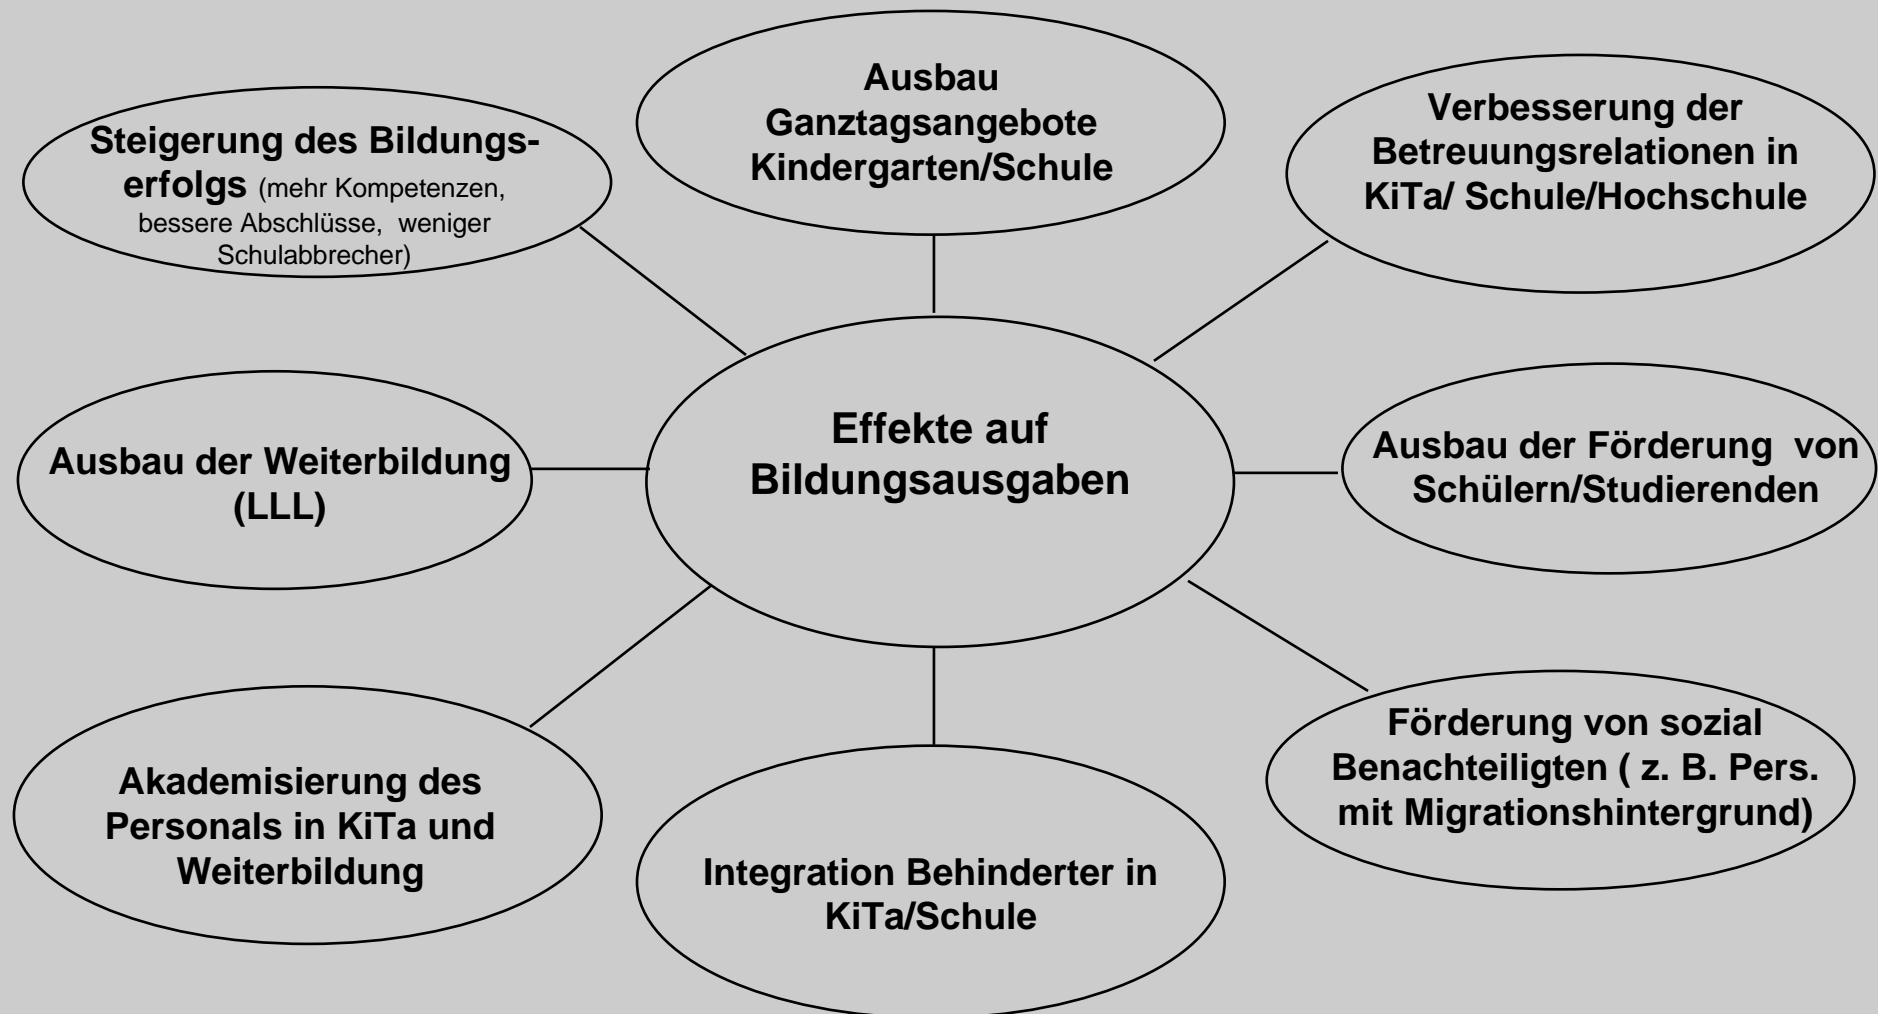 Ausbau
Ganztagsangebote
Kindergarten/Schule
Verbesserung der
Betreuungsrelationen in
KiTa/ Schule/Hochschule
Steigerung des Bildungs-
erfolgs (mehr Kompetenzen,
bessere Abschlüsse, weniger
Schulabbrecher)
Effekte auf
Bildungsausgaben
Ausbau der Weiterbildung
(LLL)
Ausbau der Förderung von
Schülern/Studierenden
Akademisierung des
Personals in KiTa und
Weiterbildung
Integration Behinderter in
KiTa/Schule
Förderung von sozial
Benachteiligten ( z. B. Pers.
mit Migrationshintergrund)